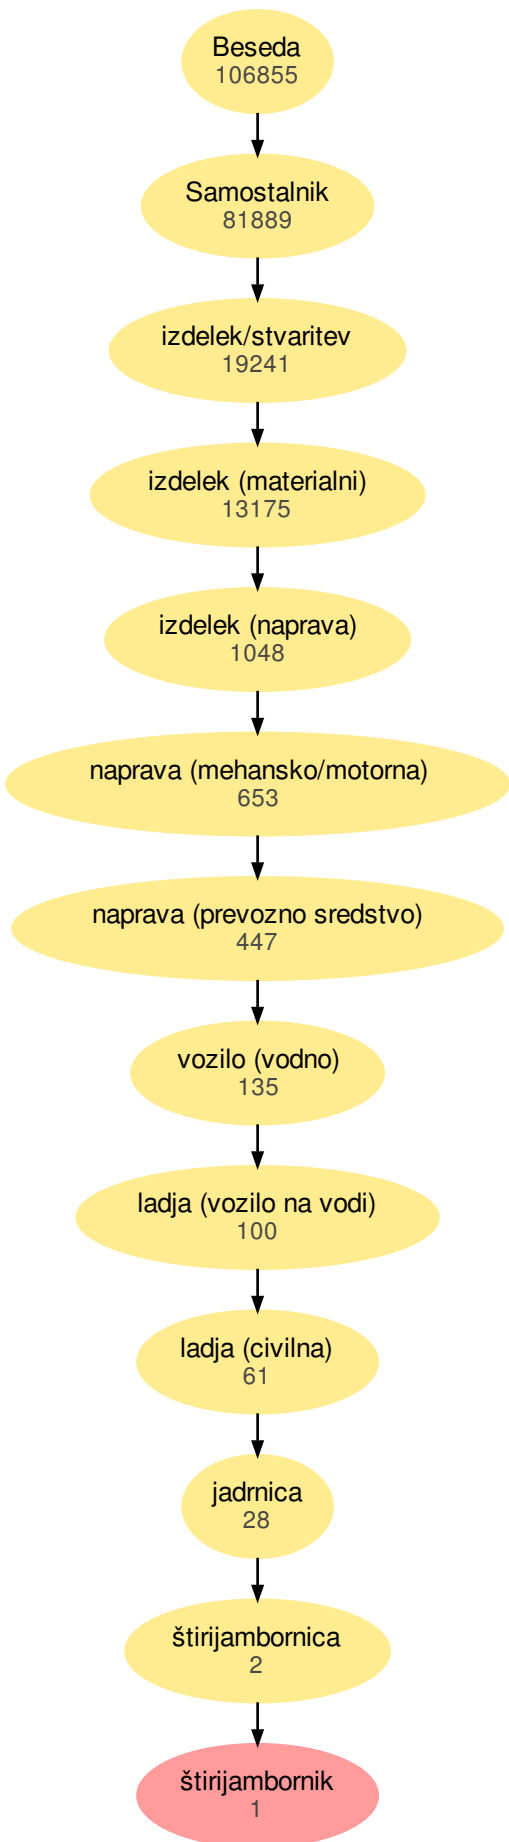 Beseda
106855
Samostalnik
81889
izdelek/stvaritev
19241
izdelek (materialni)
13175
izdelek (naprava)
1048
naprava (mehansko/motorna)
653
naprava (prevozno sredstvo)
447
vozilo (vodno)
135
ladja (vozilo na vodi)
100
ladja (civilna)
61
jadrnica
28
štirijambornica
2
štirijambornik
1